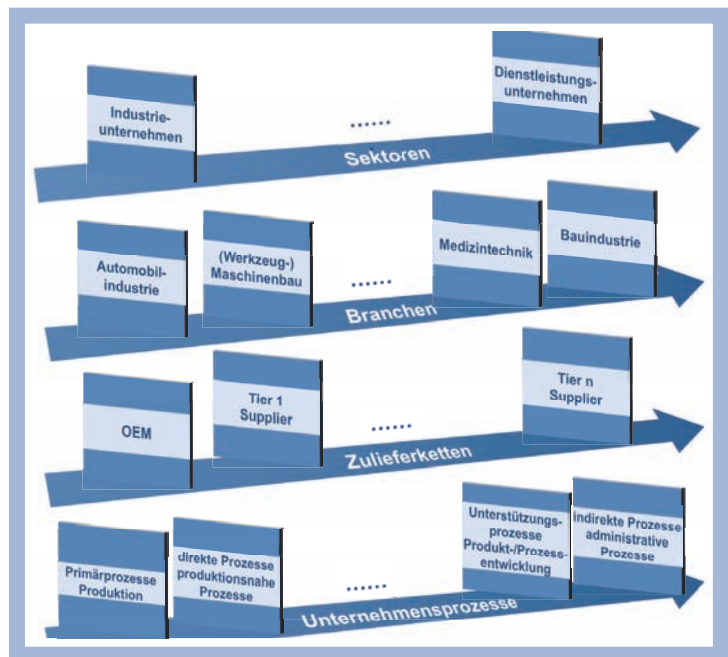 Industrie-
unternehmen
......
Dienstleistungs-
unternehmen
Sektoren
Automobil-
industrie
(Werkzeug-)
Maschinenbau
......
Medizintechnik
Bauindustrie
Branchen
OEM
Tier 1
Supplier
......
Tier n
Supplier
Zulieferketten
Primärprozesse
Produktion
direkte Prozesse
produktionsnahe
Prozesse
......
Unterstützungs-
prozesse
Produkt-/Prozess-
entwicklung
indirekte Prozesse
administrative
Prozesse
Unternehmensprozesse